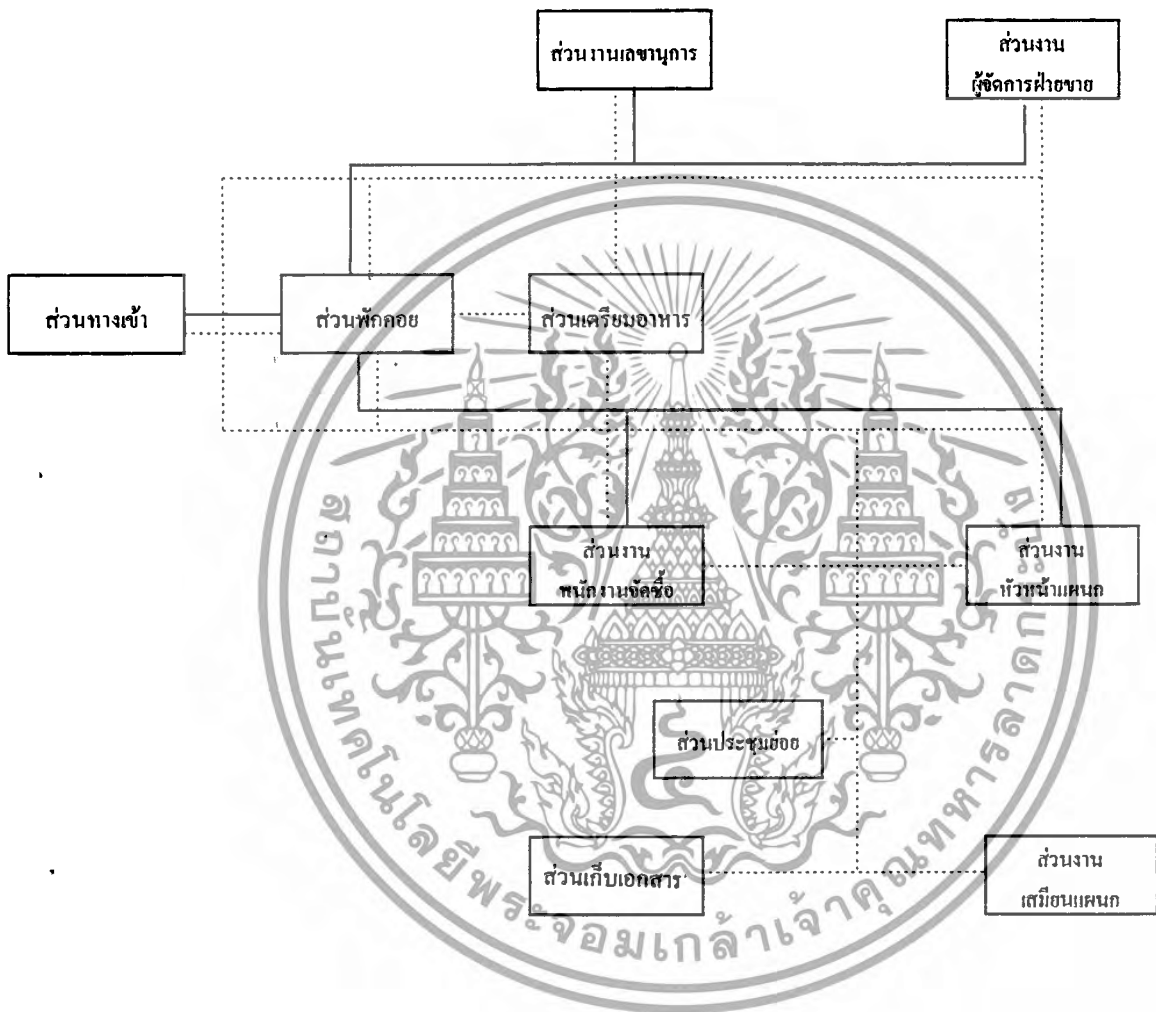 ส่วนงานเลขานุการ
ส่วนงาน
ผู้จัดการฝ่ายขาย
ส่วนทางเข้า
ส่วนพักคอย
ส่วนเตรียมอาหาร
ส่วนงาน
พนักงานจัดซื้อ
ส่วนงาน
หัวหน้าแผนก
ส่วนประชุมย่อย
ส่วนเก็บเอกสาร
ส่วนงาน
เสมียนแผนก
สถาบันเทคโนโลยีพระจอมเกล้าเจ้าคุณทหารลาดกระบัง